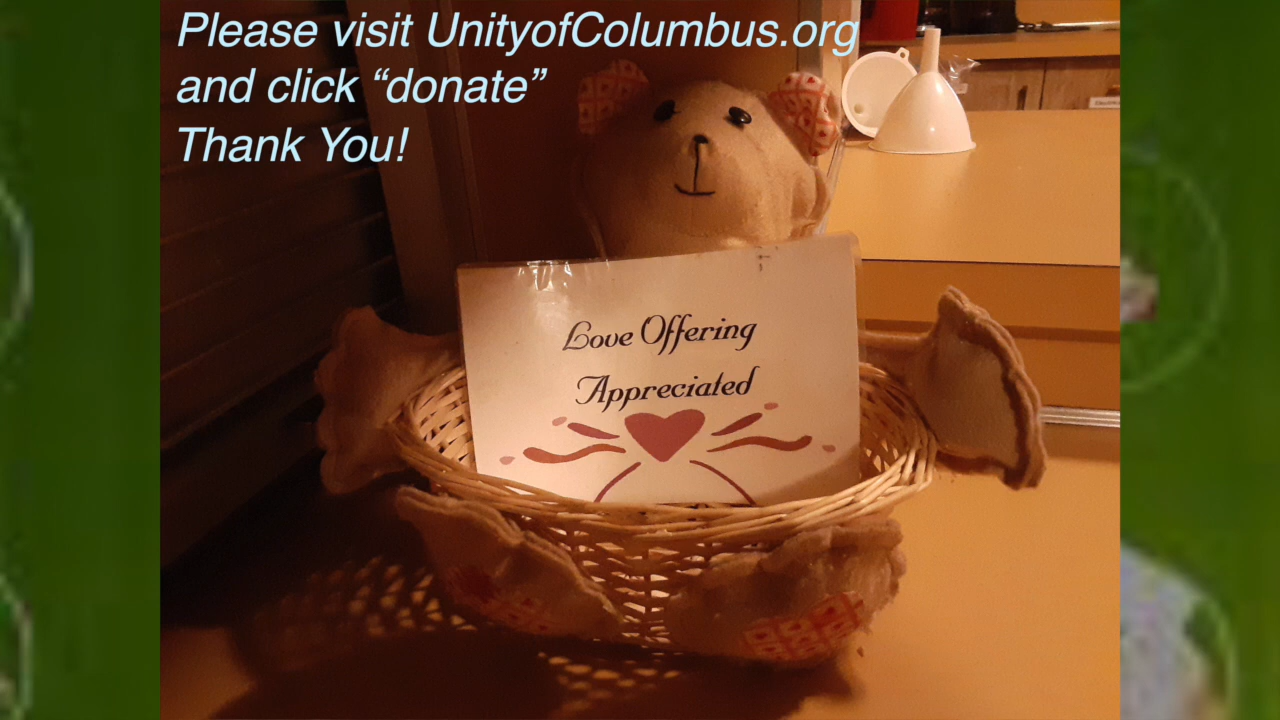 Please visit UnityofColumbus.org
and click “donate”
Thank You!
Love Offering
Appreciated